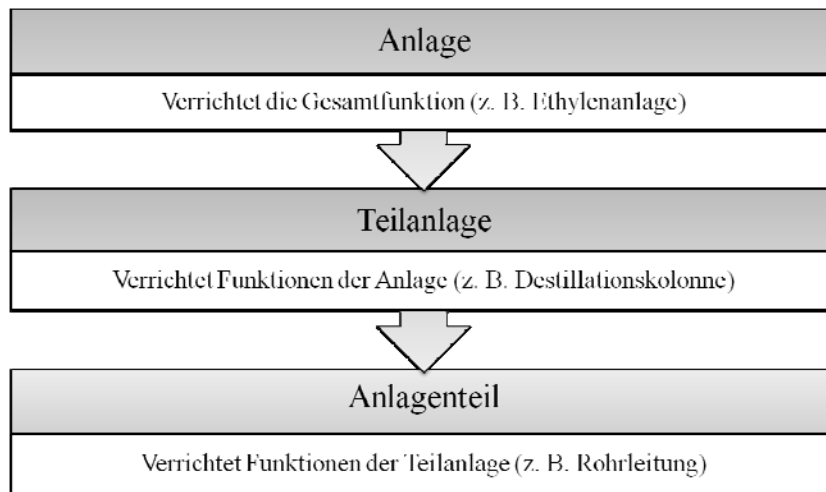 Anlage
Verrichtet die Gesamtfunktion (z. B. Ethylenanlage)
Teilanlage
Verrichtet Funktionen der Anlage (z. B. Destillationskolonne)
Anlagenteil
Verrichtet Funktionen der Teilanlage (z. B. Rohrleitung)